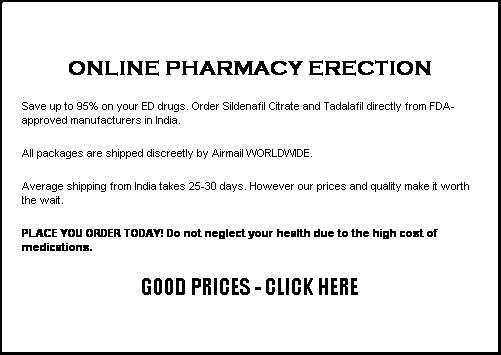 ONLINE PHARMACY ERECTION
Save up to 95% on your ED drugs. Order Sildenafil Citrate and Tadalafil directly from FDA-
approved manufacturers in India.
All packages are shipped discreetly by Airmail WORLDWIDE.
Average shipping from India takes 25-30 days. However our prices and quality make it worth
the wait.
PLACE YOU ORDER TODAY! Do not neglect your health due to the high cost of
medications.
GOOD PRICES - CLICK HERE